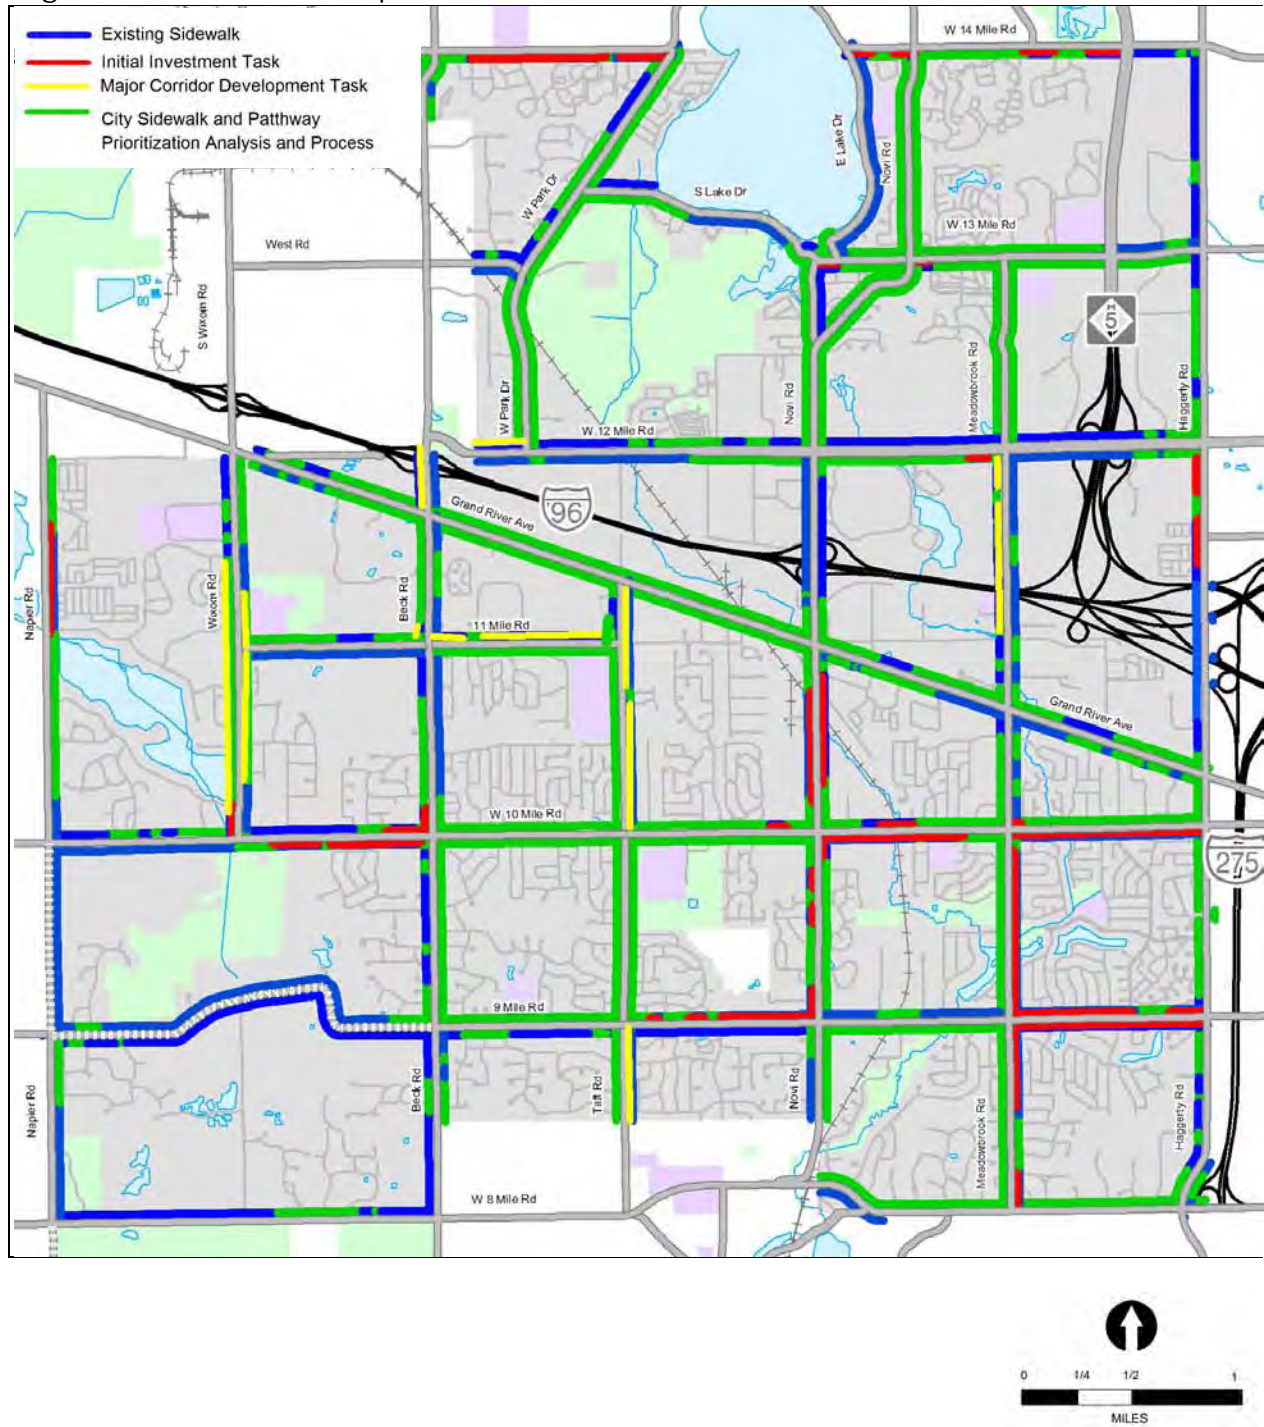 Existing Sidewalk
Initial Investment Task
Major Corridor Development Task
City Sidewalk and Patthway
Prioritization Analysis and Process
W 14 Mile Rd
E Lake Dr
Novi Rd
W Park Dr
S Lake Dr
W 13 Mile Rd
West Rd
S Wixom Rd
5
W Park Dr
W 12 Mile Rd
Novi Rd
Meadowbrook Rd
Haggerty Rd
Grand River Ave
96
Napier Rd
Wixom Rd
Beck Rd
11 Mile Rd
Grand River Ave
W 10 Mile Rd
275
9 Mile Rd
Napier Rd
Beck Rd
Taft Rd
Novi Rd
Meadowbrook Rd
Haggerty Rd
W 8 Mile Rd
0 1/4 1/2 1
MILES